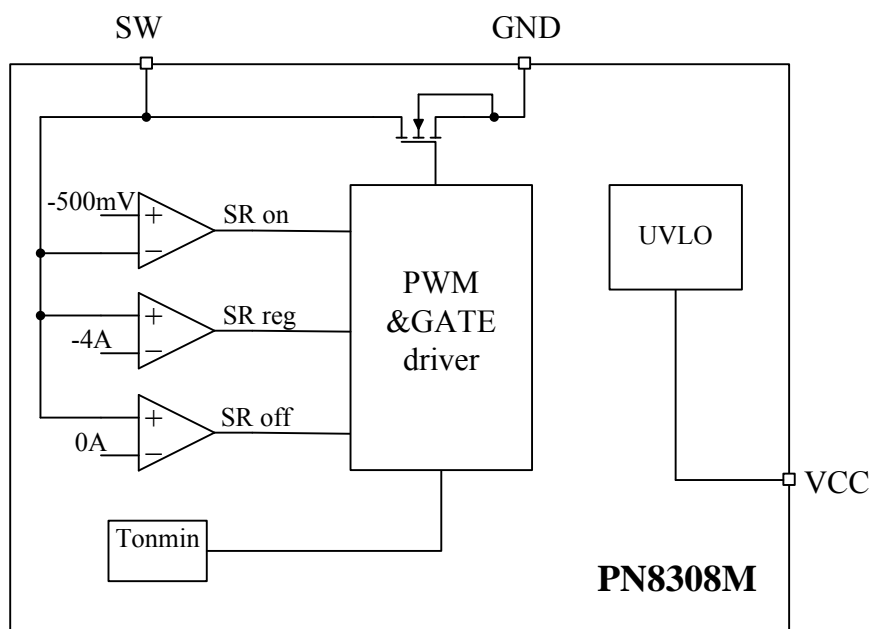 SW
GND
-500mV
+
−
SR on
UVLO
PWM
&GATE
driver
+
−
-4A
SR reg
+
−
0A
SR off
VCC
Tonmin
PN8308M